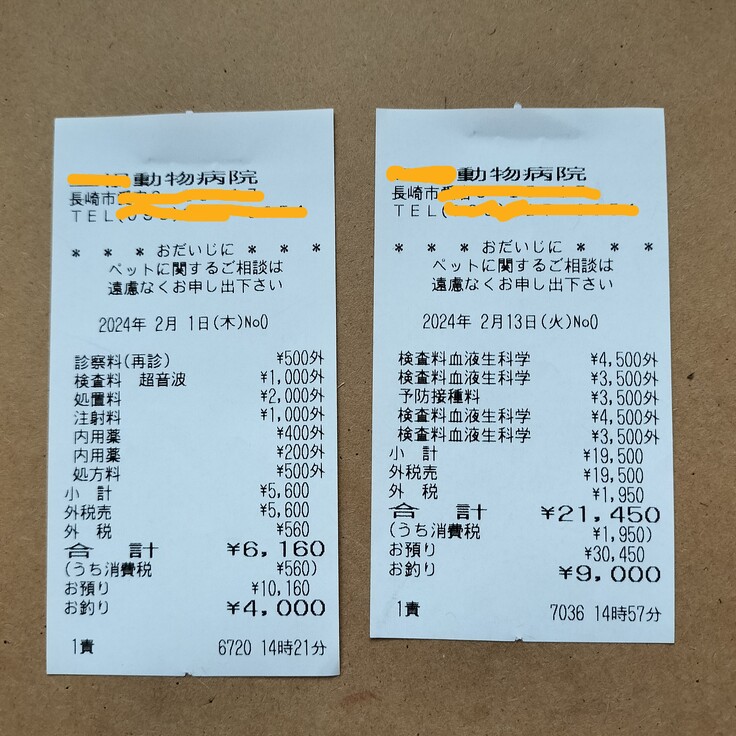 動物病院
長崎市
TEL(
* * * おだいじに * * *
ペットに関するご相談は
遠慮なくお申し出下さい
2024年 2月 1日(木)No0
診察料(再診) ¥500外
検査料 超音波 ¥1,000外
処置料 ¥2,000外
注射料 ¥1,000外
内用薬 ¥400外
内用薬 ¥200外
処方料 ¥500外
小 計 ¥5,600
外税売 ¥5,600
外 税 ¥560
合 計 ¥6,160
(うち消費税 ¥560)
お預り ¥10,160
お釣り ¥4,000
1責 6720 14時21分
動物病院
長崎市
TEL(
* * * おだいじに * * *
ペットに関するご相談は
遠慮なくお申し出下さい
2024年 2月13日(火)No0
検査料血液生科学 ¥4,500外
検査料血液生科学 ¥3,500外
予防接種料 ¥3,500外
検査料血液生科学 ¥4,500外
検査料血液生科学 ¥3,500外
小 計 ¥19,500
外税売 ¥19,500
外 税 ¥1,950
合 計 ¥21,450
(うち消費税 ¥1,950)
お預り ¥30,450
お釣り ¥9,000
1責 7036 14時57分